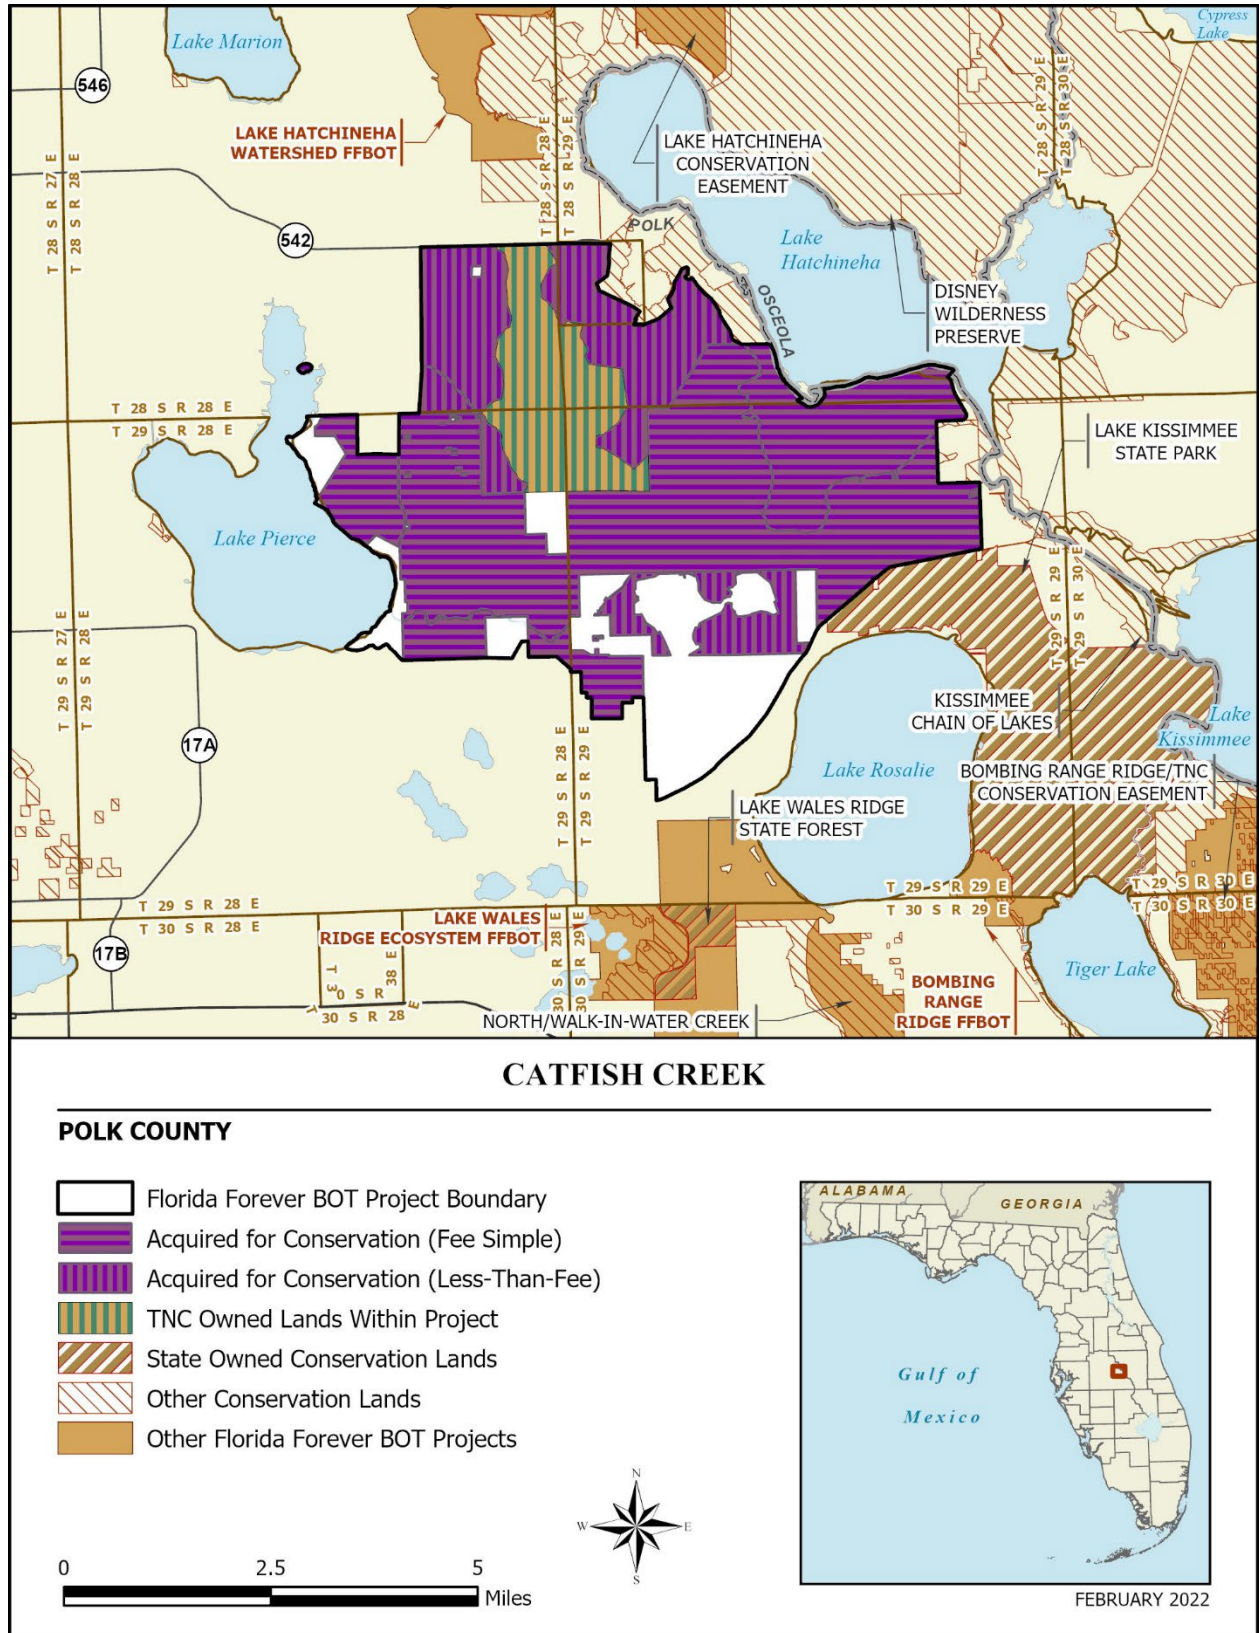 Lake Marion
Cypress
Lake
546
LAKE HATCHINEHA
WATERSHED FFBOT
T 28 S R 28 E
T 28 S R 29 E
LAKE HATCHINEHA
CONSERVATION
EASEMENT
T 28 S R 29 E
T 28 S R 30 E
T 28 S R 27 E
T 28 S R 28 E
POLK
OSCEOLA
542
Lake
Hatchineha
DISNEY
WILDERNESS
PRESERVE
T 28 S R 28 E
T 29 S R 28 E
LAKE KISSIMMEE
STATE PARK
Lake Pierce
T 29 S R 27 E
T 29 S R 28 E
T 29 S R 29 E
T 29 S R 30 E
KISSIMMEE
CHAIN OF LAKES
Lake
Kissimmee
17A
T 29 S R 28 E
T 29 S R 29 E
Lake Rosalie
BOMBING RANGE RIDGE/TNC
CONSERVATION EASEMENT
LAKE WALES RIDGE
STATE FOREST
T 29 S R 28 E
T 30 S R 28 E
T 29 S R 29 E
T 30 S R 29 E
T 29 S R 30 E
T 30 S R 30 E
LAKE WALES
RIDGE ECOSYSTEM FFBOT
17B
T 30 S R 28 E
T 30 S R 38 E
30 S R 28 E
30 S R 29 E
Tiger Lake
NORTH/WALK-IN-WATER CREEK
BOMBING
RANGE
RIDGE FFBOT
CATFISH CREEK
POLK COUNTY
Florida Forever BOT Project Boundary
Acquired for Conservation (Fee Simple)
Acquired for Conservation (Less-Than-Fee)
TNC Owned Lands Within Project
State Owned Conservation Lands
Other Conservation Lands
Other Florida Forever BOT Projects
ALABAMA
GEORGIA
Gulf of
Mexico
N
W
E
S
0
2.5
5
Miles
FEBRUARY 2022